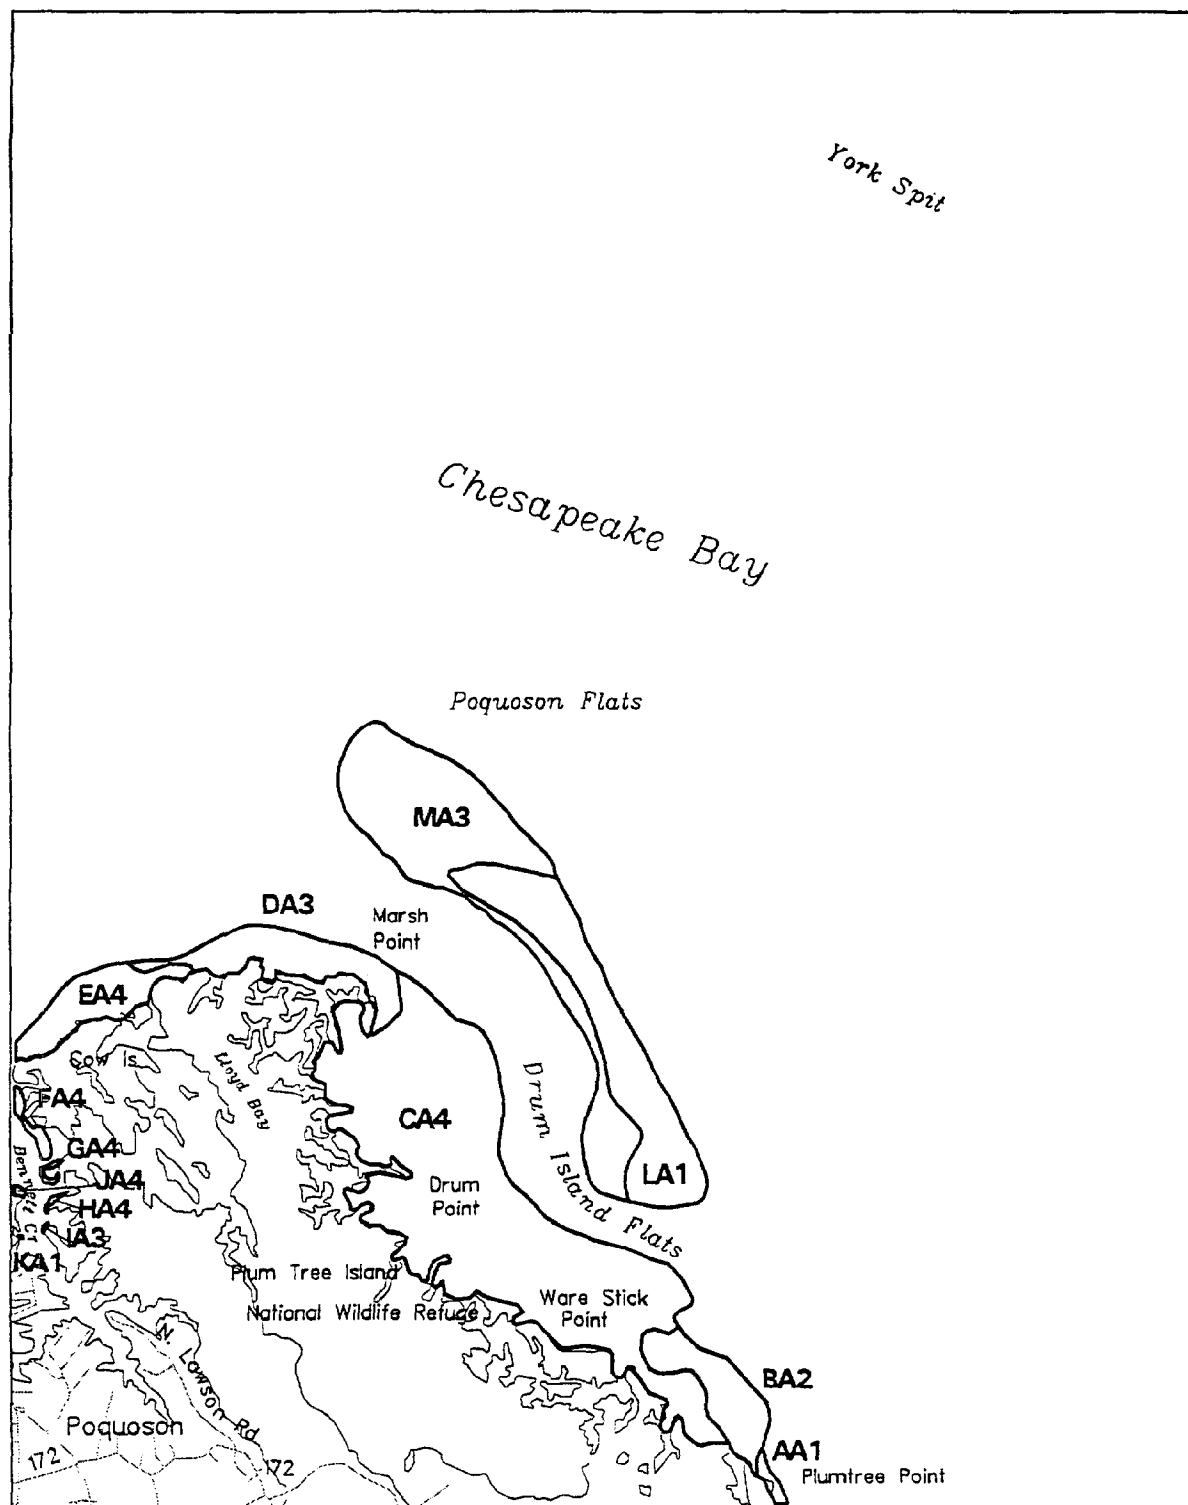 York Spit
Chesapeake Bay
Poquoson Flats
MA3
DA3
Marsh
Point
EA4
Cow Is.
Lloyd Bay
FA4
CA4
Drum Island Flats
GA4
JA4
LA1
Drum
Point
HA4
IA3
Bennett Cr
KA1
Plum Tree Island
National Wildlife Refuge
Ware Stick
Point
N. Lawson Rd
BA2
Poquoson
172
172
AA1
Plumtree Point